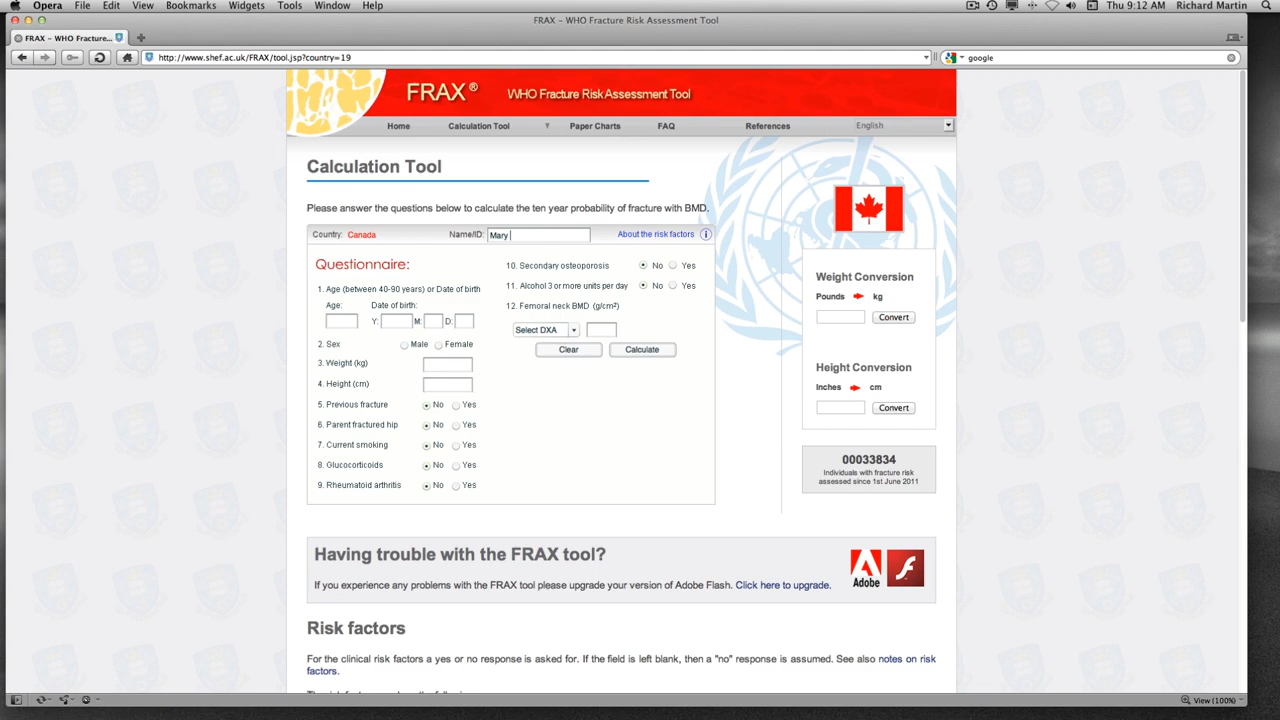 Opera File Edit View Bookmarks Widgets Tools Window Help Thu 9:12 AM Richard Martin
FRAX – WHO Fracture Risk Assessment Tool
FRAX – WHO Fracture...
http://www.shef.ac.uk/FRAX/tool.jsp?country=19 google
FRAX ® WHO Fracture Risk Assessment Tool
Home Calculation Tool Paper Charts FAQ References English
Calculation Tool
Please answer the questions below to calculate the ten year probability of fracture with BMD.
Country: Canada Name/ID: Mary About the risk factors i
Questionnaire:
1. Age (between 40-90 years) or Date of birth
Age: Date of birth:
Y: M: D:
2. Sex Male Female
3. Weight (kg)
4. Height (cm)
5. Previous fracture No Yes
6. Parent fractured hip No Yes
7. Current smoking No Yes
8. Glucocorticoids No Yes
9. Rheumatoid arthritis No Yes
10. Secondary osteoporosis No Yes
11. Alcohol 3 or more units per day No Yes
12. Femoral neck BMD (g/cm²)
Select DXA
Clear Calculate
Weight Conversion
Pounds kg
Convert
Height Conversion
Inches cm
Convert
00033834
Individuals with fracture risk
assessed since 1st June 2011
Having trouble with the FRAX tool?
If you experience any problems with the FRAX tool please upgrade your version of Adobe Flash. Click here to upgrade.
Adobe
Risk factors
For the clinical risk factors a yes or no response is asked for. If the field is left blank, then a "no" response is assumed. See also notes on risk
factors.
View (100%)